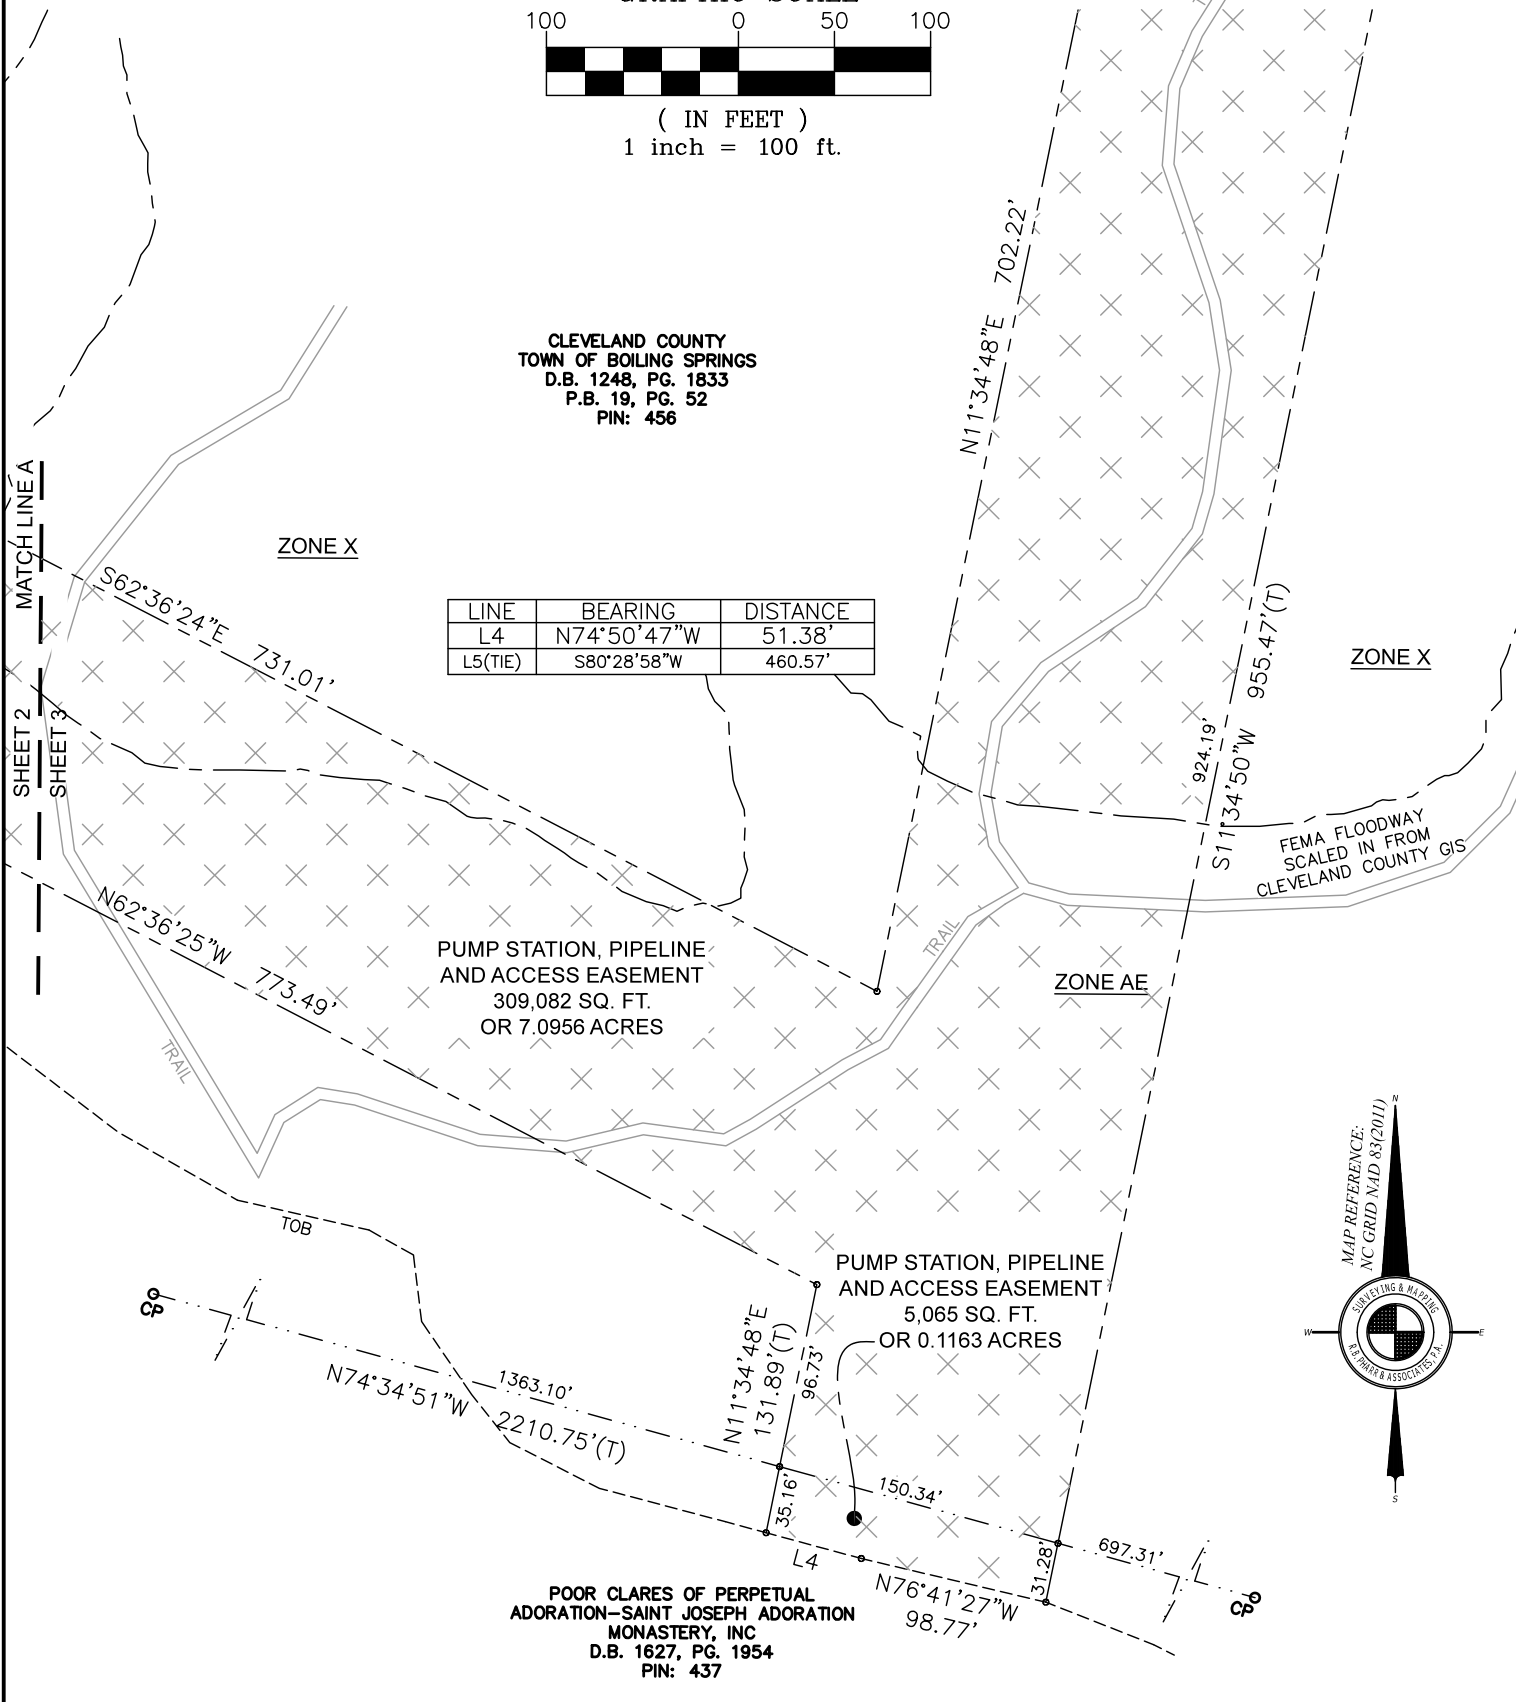 100 0 50 100
( IN FEET )
1 inch = 100 ft.
N11°34'48"E 702.22'
CLEVELAND COUNTY
TOWN OF BOILING SPRINGS
D.B. 1248, PG. 1833
P.B. 19, PG. 52
PIN: 456
MATCH LINE A
SHEET 2
SHEET 3
ZONE X
S62°36'24"E 731.01'
LINE BEARING DISTANCE
L4 N74°50'47"W 51.38'
L5(TIE) S80°28'58"W 460.57'
924.19'
S11°34'50"W 955.47'(T)
ZONE X
FEMA FLOODWAY
SCALED IN FROM
CLEVELAND COUNTY GIS
N62°36'25"W 773.49'
PUMP STATION, PIPELINE
AND ACCESS EASEMENT
309,082 SQ. FT.
OR 7.0956 ACRES
TRAIL
ZONE AE
TRAIL
TOB
MAP REFERENCE:
NC GRID NAD 83(2011)
N
W
E
S
SURVEYING & MAPPING
R.B. PHARR & ASSOCIATES, P.A.
PUMP STATION, PIPELINE
AND ACCESS EASEMENT
5,065 SQ. FT.
OR 0.1163 ACRES
CP
N11°34'48"E
131.89'(T)
96.73'
1363.10'
N74°34'51"W 2210.75'(T)
35.16'
150.34'
697.31'
31.28'
L4
N76°41'27"W
98.77'
CP
POOR CLARES OF PERPETUAL
ADORATION-SAINT JOSEPH ADORATION
MONASTERY, INC
D.B. 1627, PG. 1954
PIN: 437